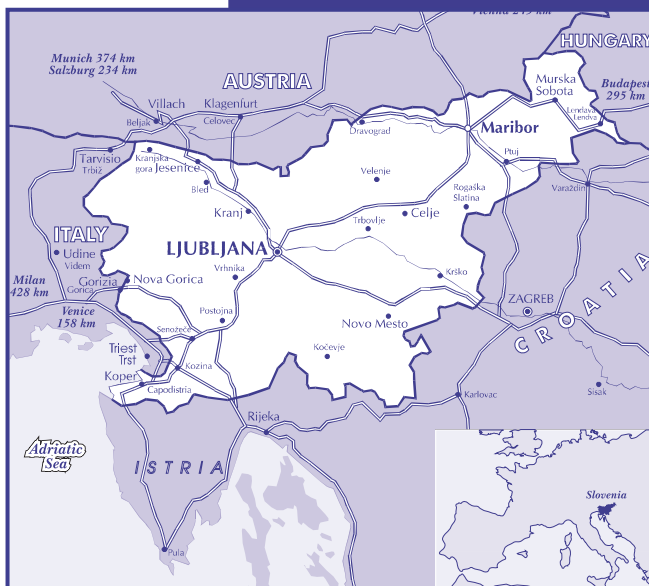 Vienna 249 km
HUNGARY
Munich 374 km
Salzburg 234 km
AUSTRIA
Murska
Sobota
Budapest
295 km
Villach
Klagenfurt
Beljak
Celovec
Lendava
Lendva
Dravograd
Maribor
Ptuj
Tarvisio
Trbiž
Kranjska
gora
Jesenice
Bled
Velenje
Rogaška
Slatina
Varaždin
Kranj
Trbovlje
Celje
ITALY
Udine
Videm
LJUBLJANA
Vrhnika
Krško
Milan
428 km
Gorizia
Gorica
Nova Gorica
Venice
158 km
Postojna
Novo Mesto
ZAGREB
CROATIA
Senožeče
Triest
Trst
Kočevje
Kozina
Koper
Capodistria
Karlovac
Sisak
Rijeka
Adriatic
Sea
ISTRIA
Slovenia
Pula